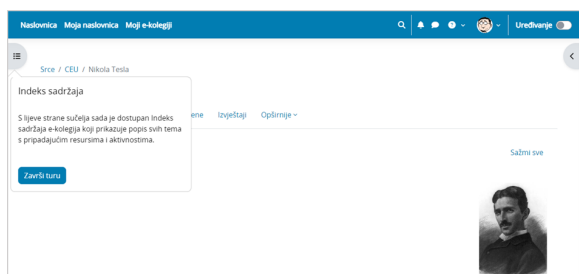 Naslovnica Moja naslovnica Moji e-kolegiji Uređivanje
Srce / CEU / Nikola Tesla
Indeks sadržaja
S lijeve strane sučelja sada je dostupan Indeks
sadržaja e-kolegija koji prikazuje popis svih tema
s pripadajućim resursima i aktivnostima.
Završi turu
ene Izvještaji Opširnije
Sažmi sve